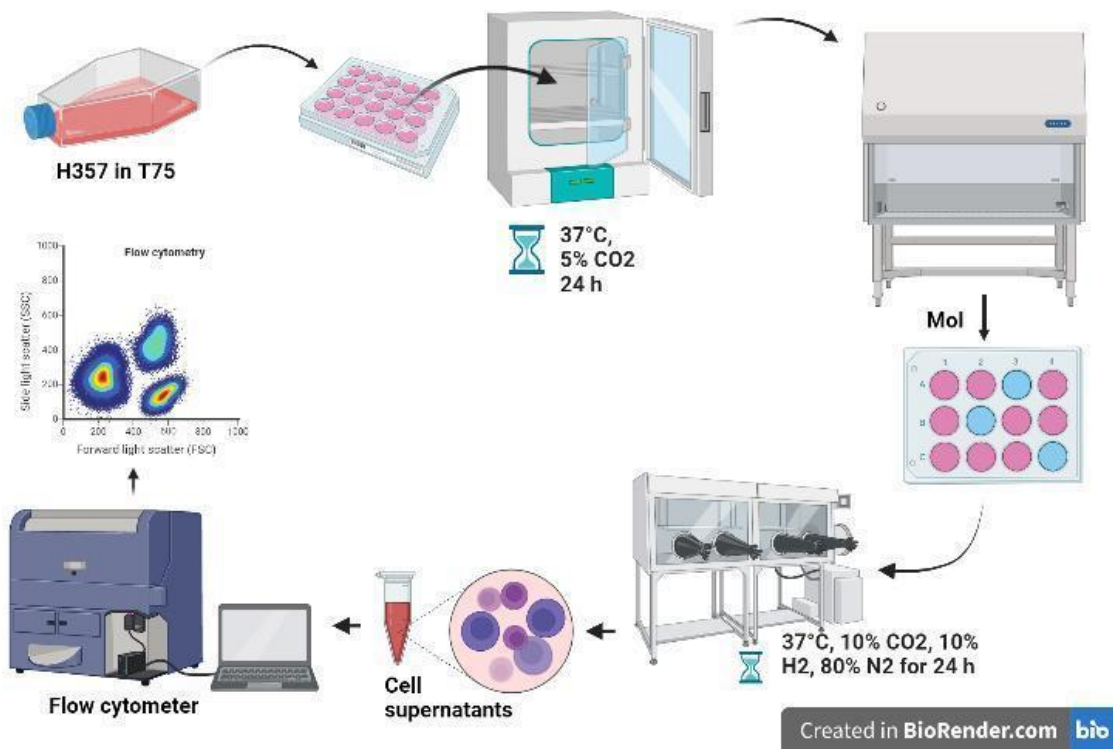 H357 in T75
37°C,
5% CO2
24 h
MoI
1 2 3 4
A
B
C
37°C, 10% CO2, 10%
H2, 80% N2 for 24 h
Cell
supernatants
Flow cytometer
Flow cytometry
Side light scatter (SSC)
1000
800
600
400
200
0
0 200 400 600 800 1000
Forward light scatter (FSC)
Created in BioRender.com bio